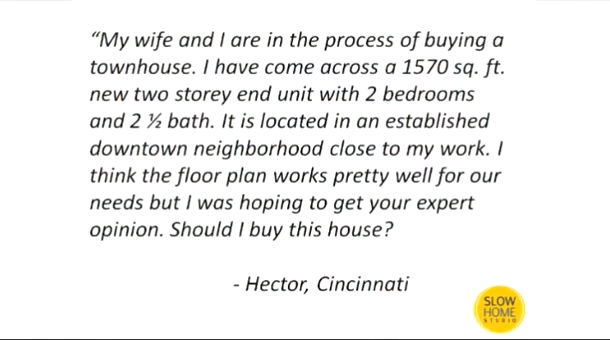 “My wife and I are in the process of buying a
townhouse. I have come across a 1570 sq. ft.
new two storey end unit with 2 bedrooms
and 2 ½ bath. It is located in an established
downtown neighborhood close to my work. I
think the floor plan works pretty well for our
needs but I was hoping to get your expert
opinion. Should I buy this house?
- Hector, Cincinnati
SLOW
HOME
STUDIO